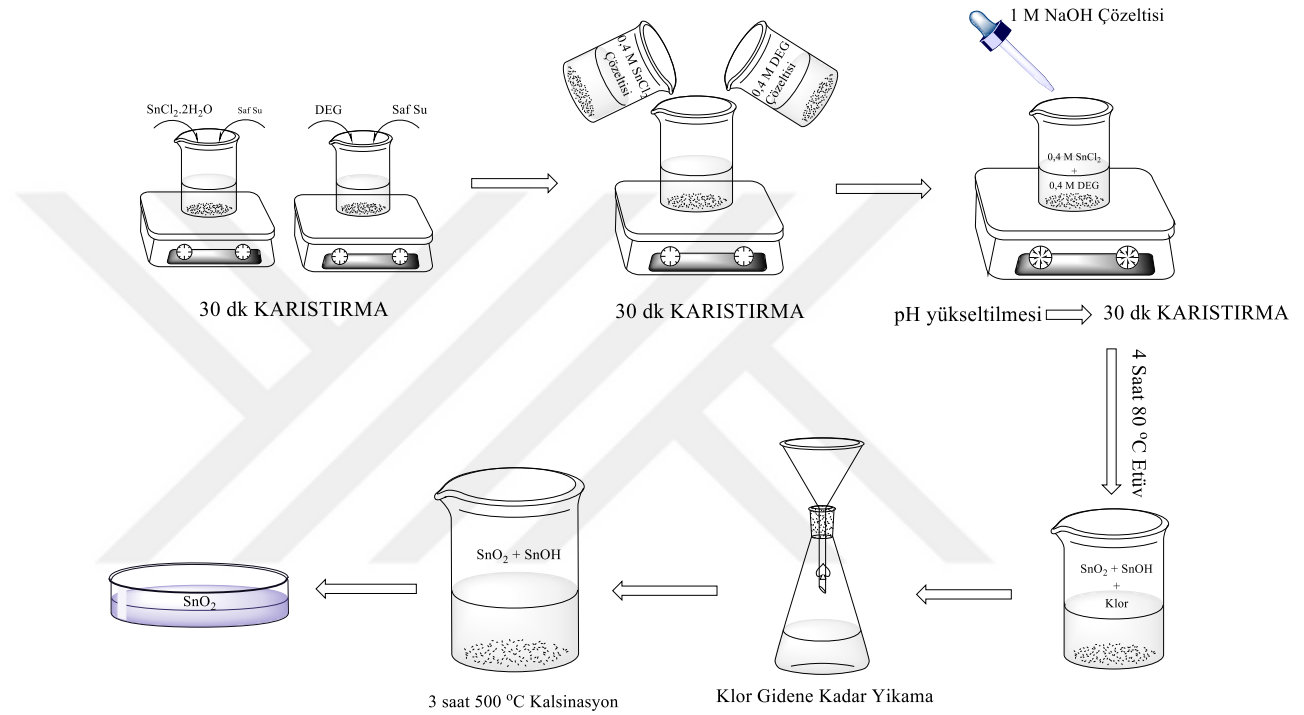 SnCl₂.2H₂O
Saf Su
DEG
Saf Su
30 dk KARISTIRMA
0,4 M SnCl₂
Çözeltisi
0,4 M DEG
Çözeltisi
30 dk KARISTIRMA
1 M NaOH Çözeltisi
0,4 M SnCl₂
+
0,4 M DEG
pH yükseltilmesi
30 dk KARISTIRMA
4 Saat 80 °C Etüv
SnO₂ + SnOH
+
Klor
Klor Gidene Kadar Yikama
SnO₂ + SnOH
3 saat 500 °C Kalsinasyon
SnO₂